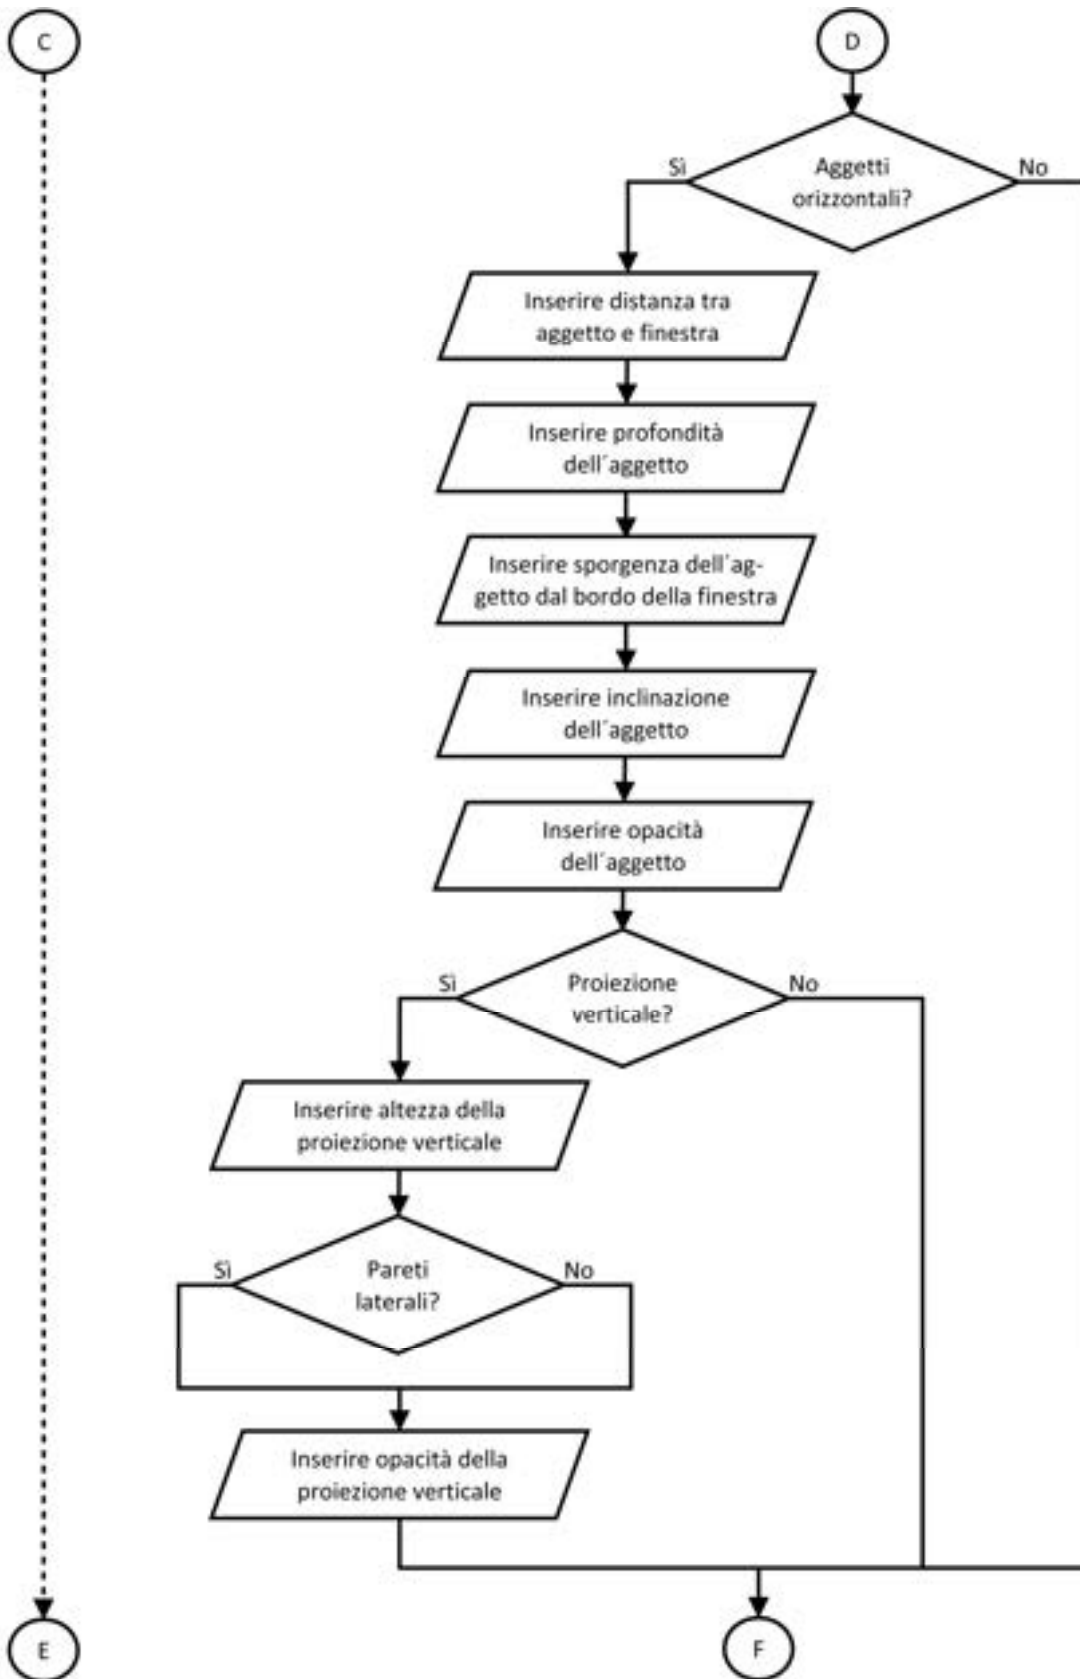 C
D
Aggetti
orizzontali?
Sì
No
Inserire distanza tra
aggetto e finestra
Inserire profondità
dell´aggetto
Inserire sporgenza dell´ag-
getto dal bordo della finestra
Inserire inclinazione
dell´aggetto
Inserire opacità
dell´aggetto
Proiezione
verticale?
Sì
No
Inserire altezza della
proiezione verticale
Pareti
laterali?
Sì
No
Inserire opacità della
proiezione verticale
E
F